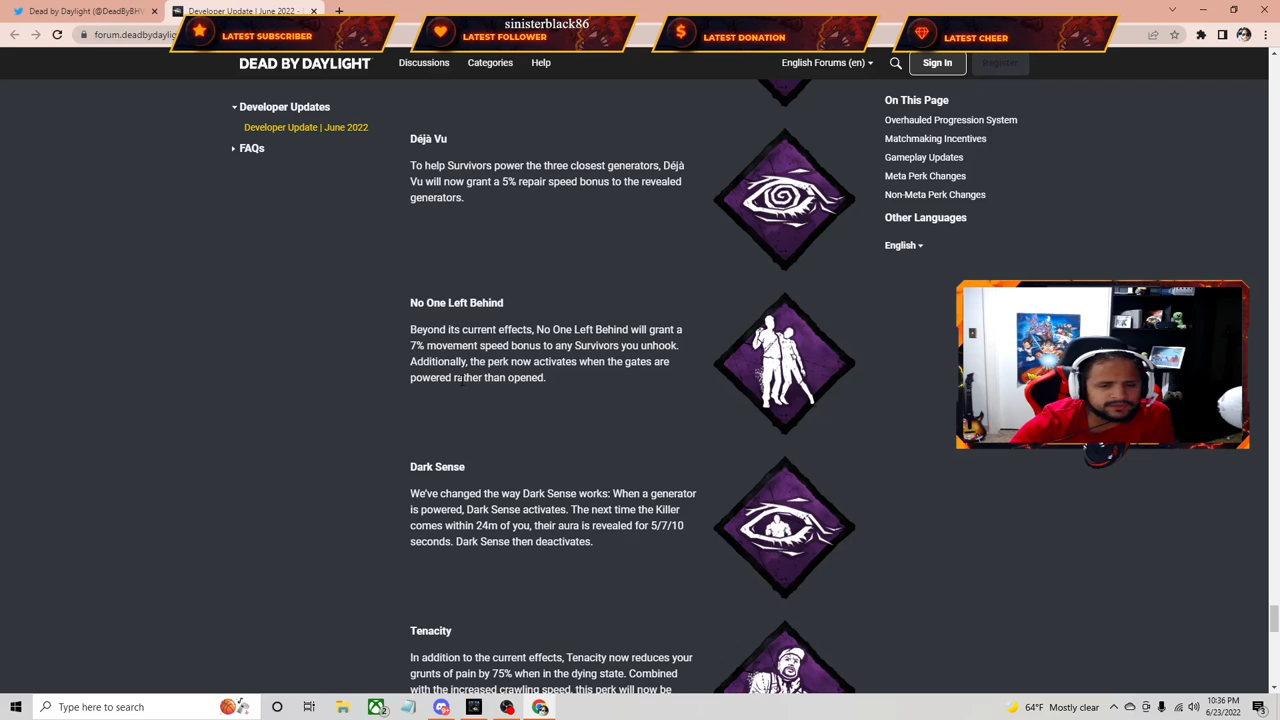 [DeadByDaylight] @DeadByBHV
Developer Update | June 2022 -
forum.deadbydaylig
sinisterblack86
LATEST SUBSCRIBER
LATEST FOLLOWER
LATEST DONATION
LATEST CHEER
DEAD BY DAYLIGHT
Discussions
Categories
Help
English Forums (en)
Sign In
Register
Developer Updates
Developer Update | June 2022
FAQs
Déjà Vu
To help Survivors power the three closest generators, Déjà
Vu will now grant a 5% repair speed bonus to the revealed
generators.
No One Left Behind
Beyond its current effects, No One Left Behind will grant a
7% movement speed bonus to any Survivors you unhook.
Additionally, the perk now activates when the gates are
powered rather than opened.
Dark Sense
We've changed the way Dark Sense works: When a generator
is powered, Dark Sense activates. The next time the Killer
comes within 24m of you, their aura is revealed for 5/7/10
seconds. Dark Sense then deactivates.
Tenacity
In addition to the current effects, Tenacity now reduces your
grunts of pain by 75% when in the dying state. Combined
with the increased crawling speed, this perk will now be
On This Page
Overhauled Progression System
Matchmaking Incentives
Gameplay Updates
Meta Perk Changes
Non-Meta Perk Changes
Other Languages
English
Type here to search
64°F Mostly clear
10:36 PM
6/23/2022